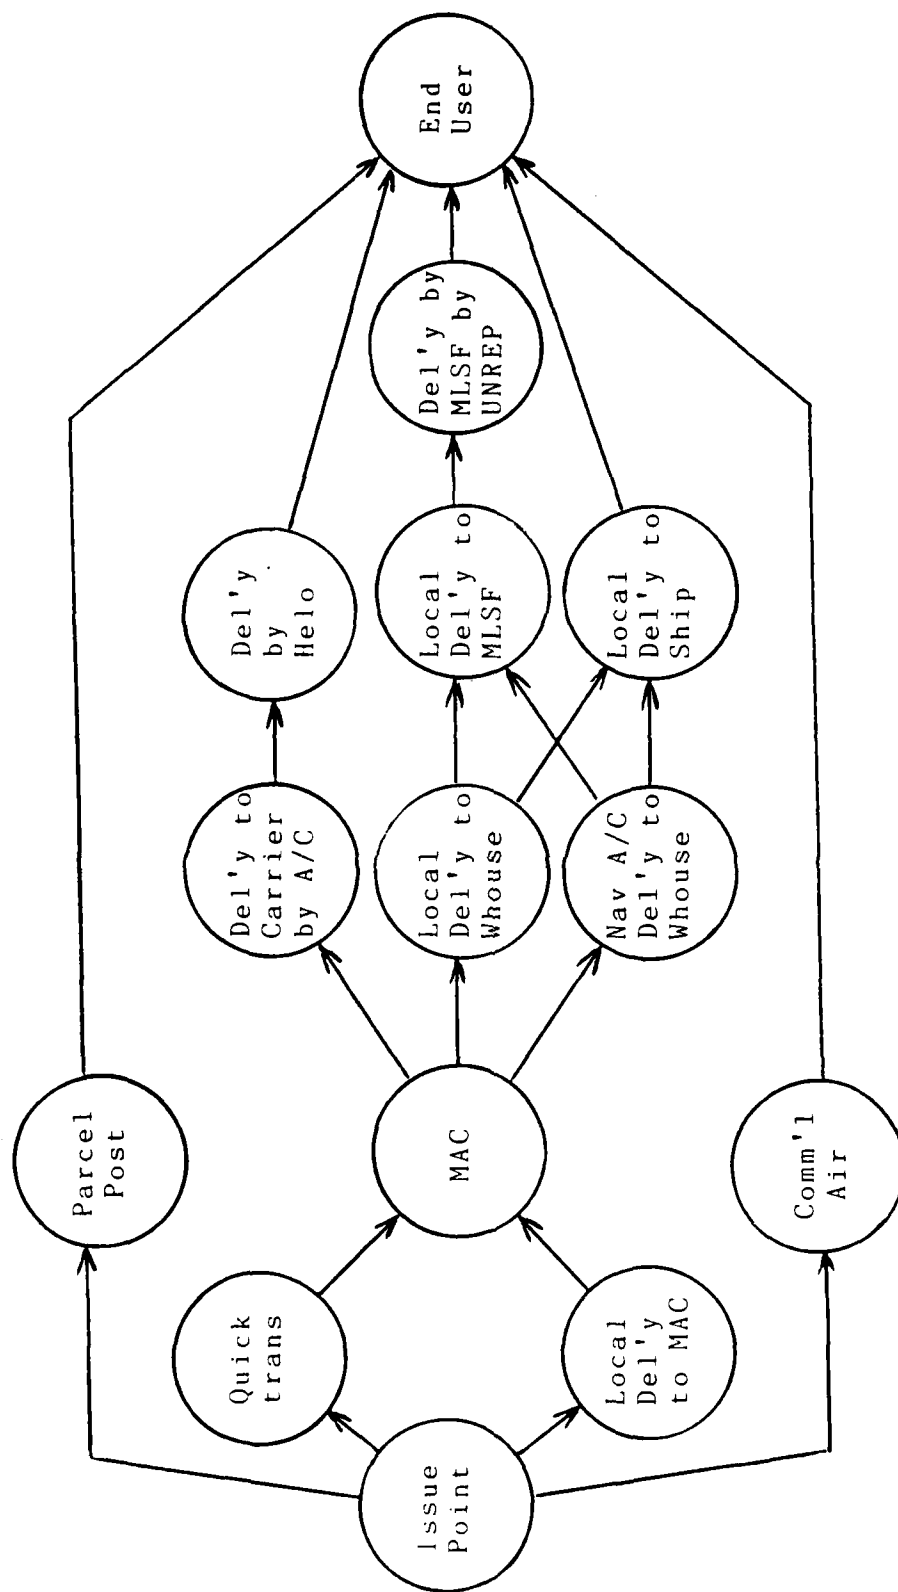 Parcel
Post
Quick
trans
Issue
Point
Local
Del'y
to MAC
MAC
Comm'l
Air
Del'y to
Carrier
by A/C
Local
Del'y to
Whouse
Nav A/C
Del'y to
Whouse
Del'y
by
Helo
Local
Del'y to
MLSF
Local
Del'y to
Ship
Del'y by
MLSF by
UNREP
End
User